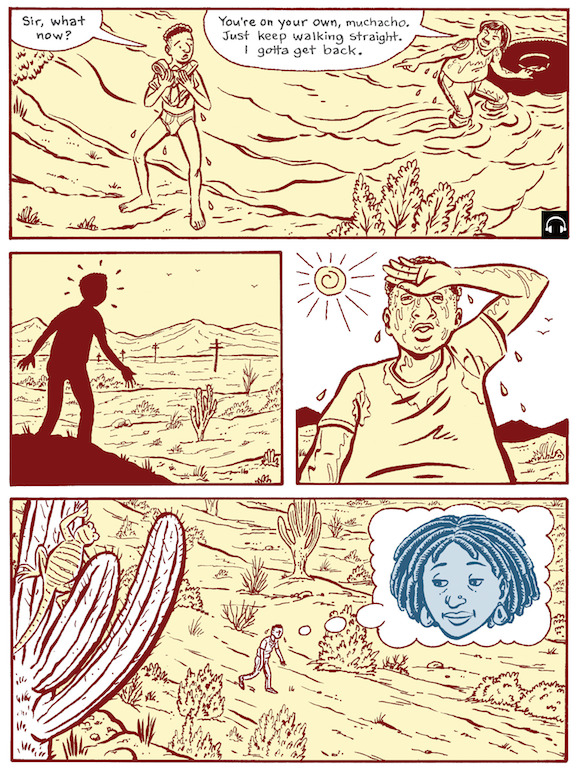 Sir, what
now?
You're on your own, muchacho.
Just keep walking straight.
I gotta get back.